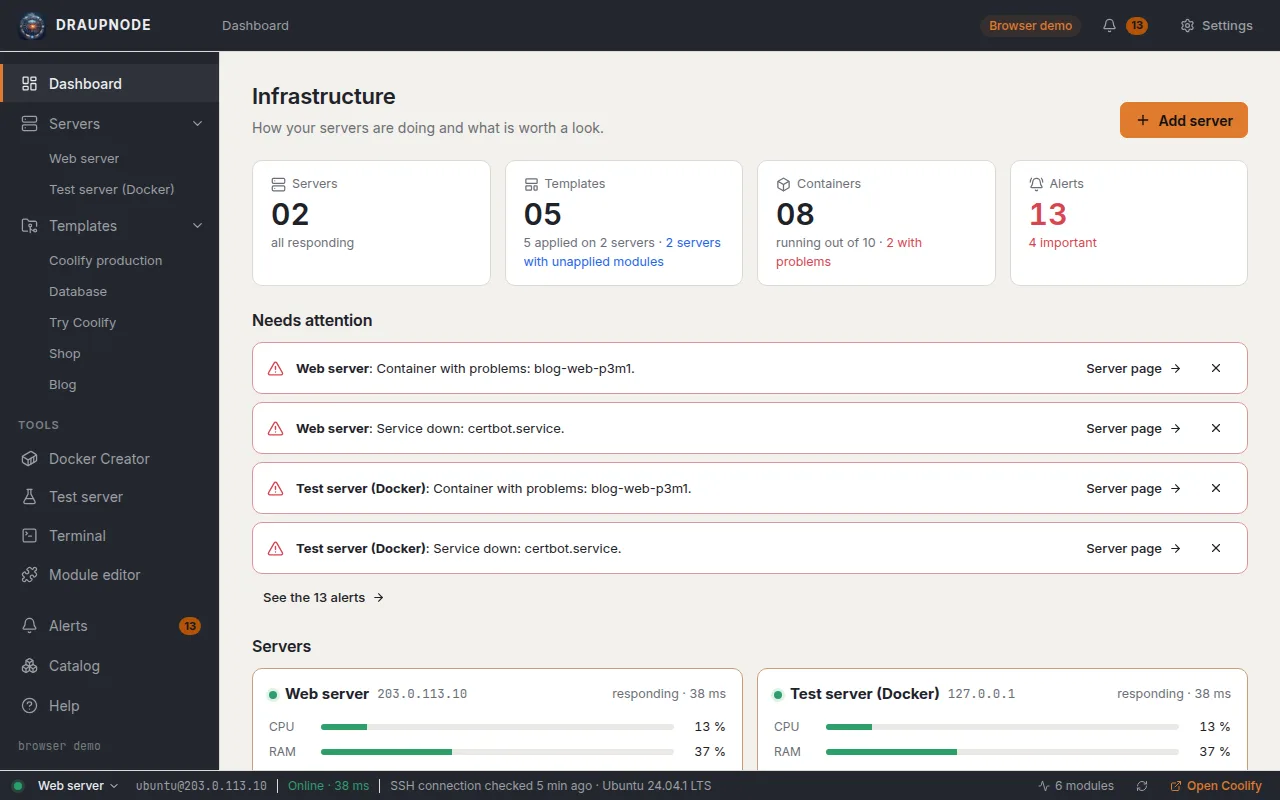 DRAUPNODE
Dashboard
Browser demo
13
Settings
Dashboard
Servers
Web server
Test server (Docker)
Templates
Coolify production
Database
Try Coolify
Shop
Blog
TOOLS
Docker Creator
Test server
Terminal
Module editor
Alerts
13
Catalog
Help
browser demo
Infrastructure
How your servers are doing and what is worth a look.
Add server
Servers
02
all responding
Templates
05
5 applied on 2 servers · 2 servers
with unapplied modules
Containers
08
running out of 10 · 2 with
problems
Alerts
13
4 important
Needs attention
Web server: Container with problems: blog-web-p3m1.
Server page
Web server: Service down: certbot.service.
Server page
Test server (Docker): Container with problems: blog-web-p3m1.
Server page
Test server (Docker): Service down: certbot.service.
Server page
See the 13 alerts
Servers
Web server 203.0.113.10 responding · 38 ms
CPU 13 %
RAM 37 %
Test server (Docker) 127.0.0.1 responding · 38 ms
CPU 13 %
RAM 37 %
Web server ubuntu@203.0.113.10 Online · 38 ms SSH connection checked 5 min ago · Ubuntu 24.04.1 LTS 6 modules Open Coolify